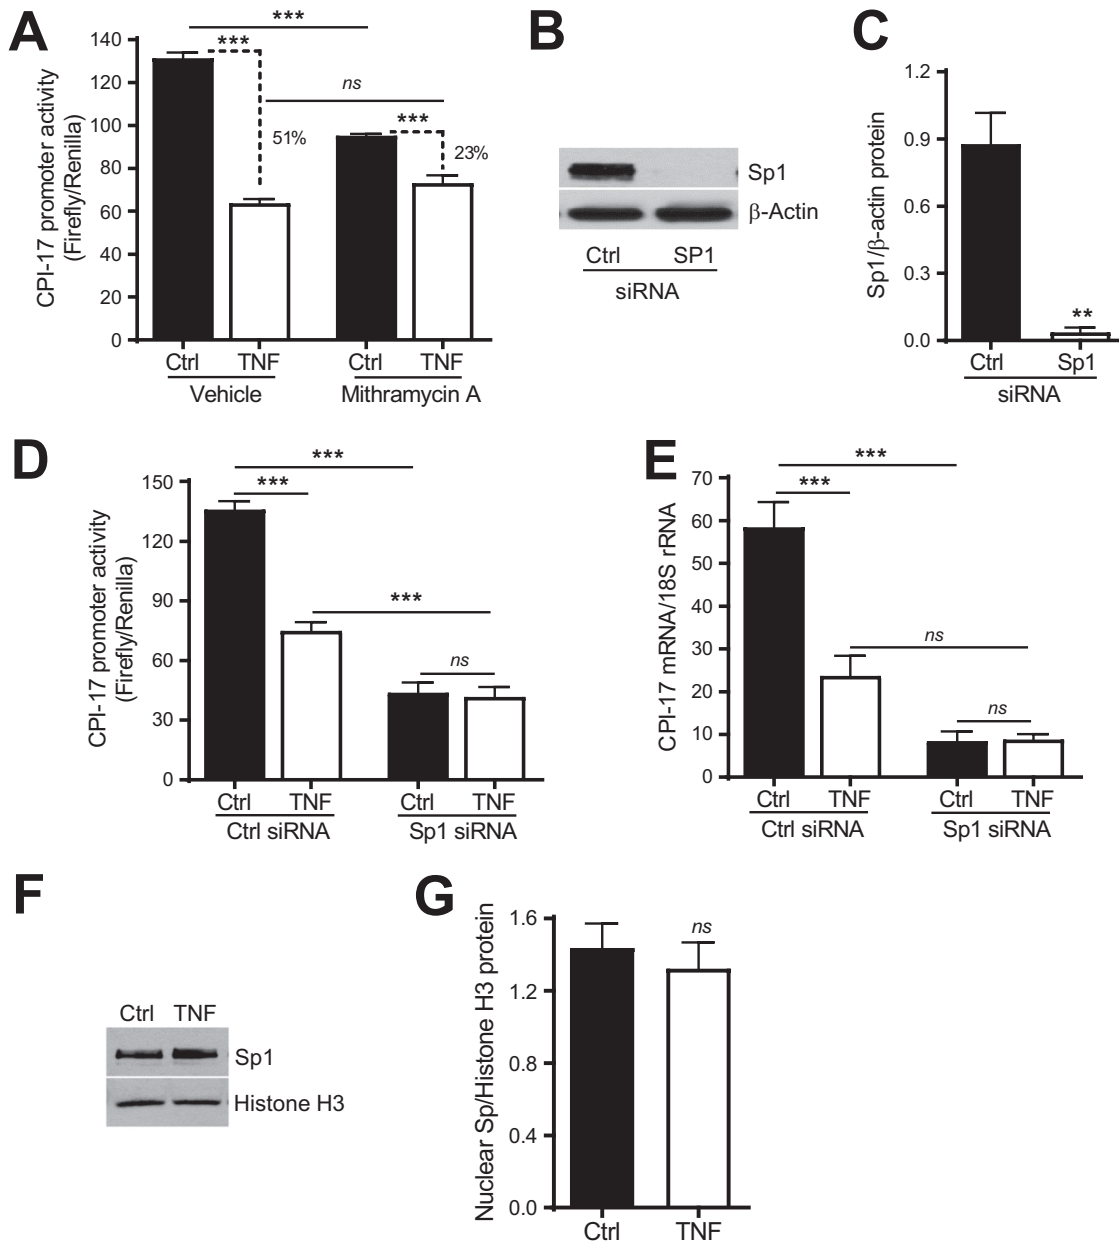 A
CPI-17 promoter activity
(Firefly/Renilla)
140
120
100
80
60
40
20
0
***
***
ns
***
51%
23%
Ctrl TNF Ctrl TNF
Vehicle Mithramycin A
B
Sp1
β-Actin
Ctrl SP1
siRNA
C
Sp1/β-actin protein
1.2
0.9
0.6
0.3
0.0
**
Ctrl Sp1
siRNA
D
CPI-17 promoter activity
(Firefly/Renilla)
150
120
90
60
30
0
***
***
***
ns
Ctrl TNF Ctrl TNF
Ctrl siRNA Sp1 siRNA
E
CPI-17 mRNA/18S rRNA
70
60
50
40
30
20
10
0
***
***
ns
ns
Ctrl TNF Ctrl TNF
Ctrl siRNA Sp1 siRNA
F
Ctrl TNF
Sp1
Histone H3
G
Nuclear Sp/Histone H3 protein
1.6
1.2
0.8
0.4
0.0
ns
Ctrl TNF